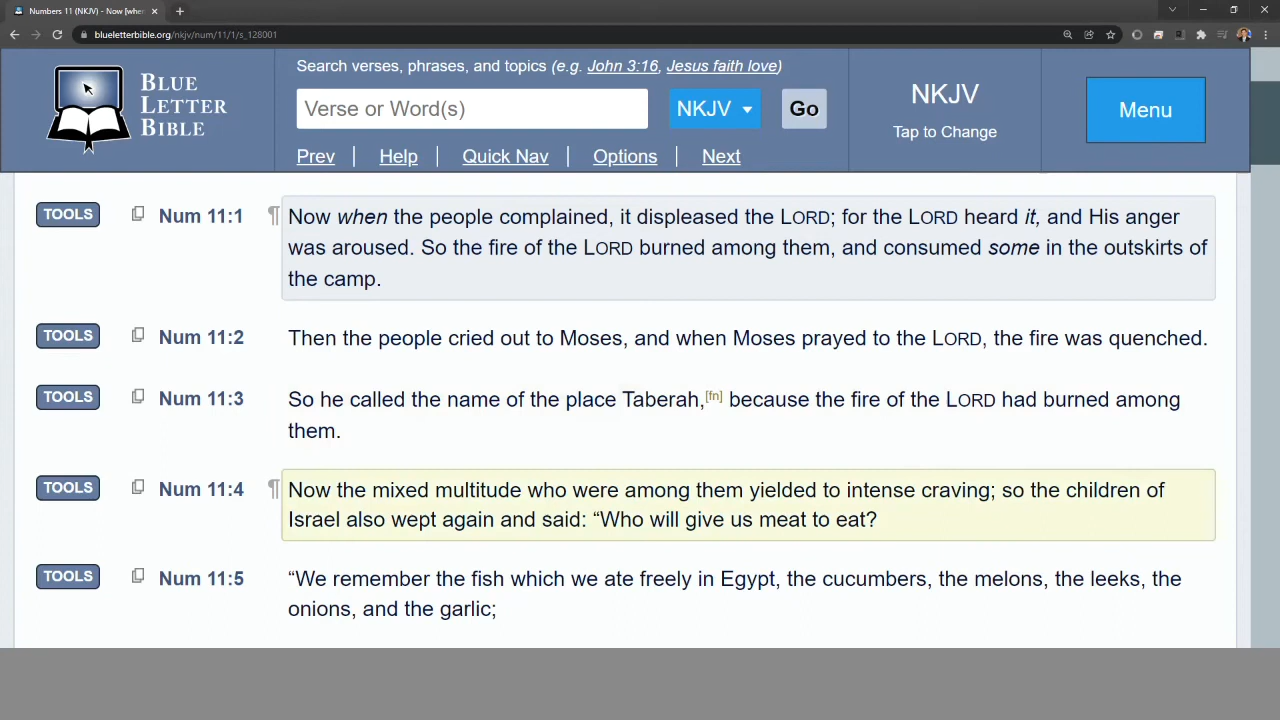 Numbers 11 (NKJV) - Now [when
blueletterbible.org/nkjv/num/11/1/s_128001
BLUE
LETTER
BIBLE
Search verses, phrases, and topics (e.g. John 3:16, Jesus faith love)
Verse or Word(s)
NKJV
Go
Prev | Help | Quick Nav | Options | Next
NKJV
Tap to Change
Menu
TOOLS Num 11:1 ¶ Now when the people complained, it displeased the LORD; for the LORD heard it, and His anger
was aroused. So the fire of the LORD burned among them, and consumed some in the outskirts of
the camp.
TOOLS Num 11:2 Then the people cried out to Moses, and when Moses prayed to the LORD, the fire was quenched.
TOOLS Num 11:3 So he called the name of the place Taberah,[fn] because the fire of the LORD had burned among
them.
TOOLS Num 11:4 ¶ Now the mixed multitude who were among them yielded to intense craving; so the children of
Israel also wept again and said: “Who will give us meat to eat?
TOOLS Num 11:5 “We remember the fish which we ate freely in Egypt, the cucumbers, the melons, the leeks, the
onions, and the garlic;